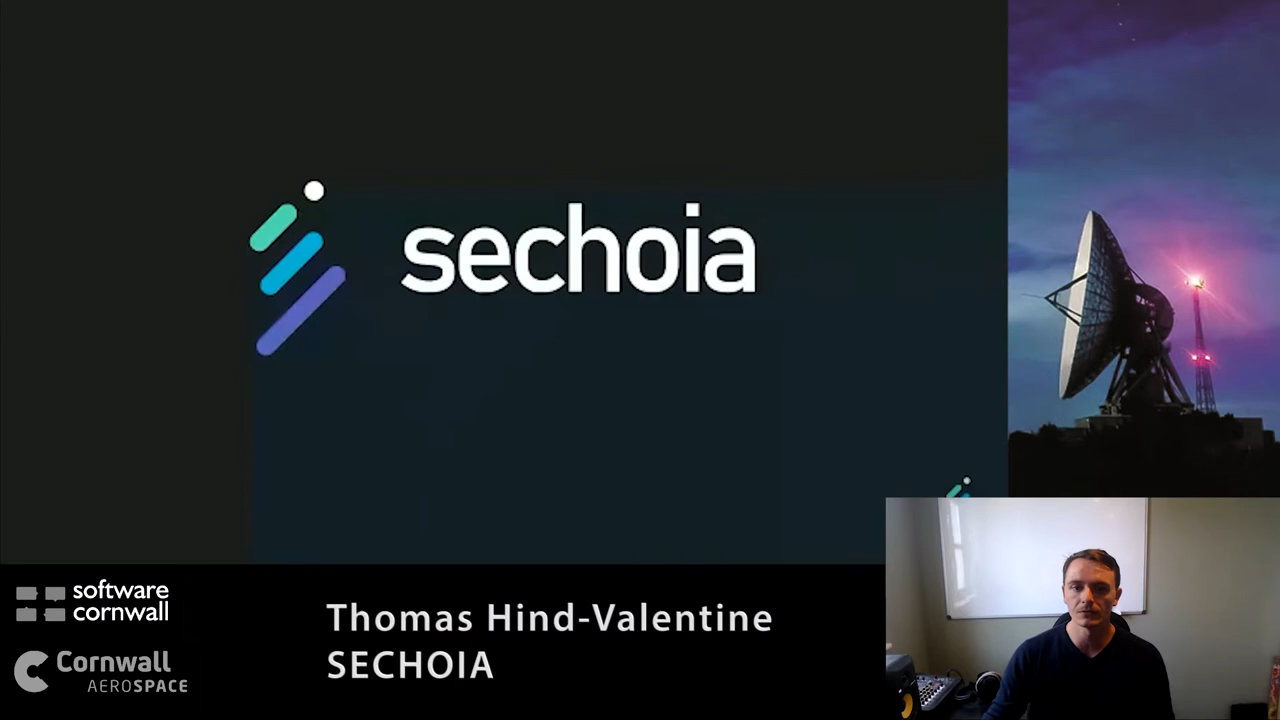 sechoia
software
cornwall
Cornwall
AEROSPACE
Thomas Hind-Valentine
SECHOIA